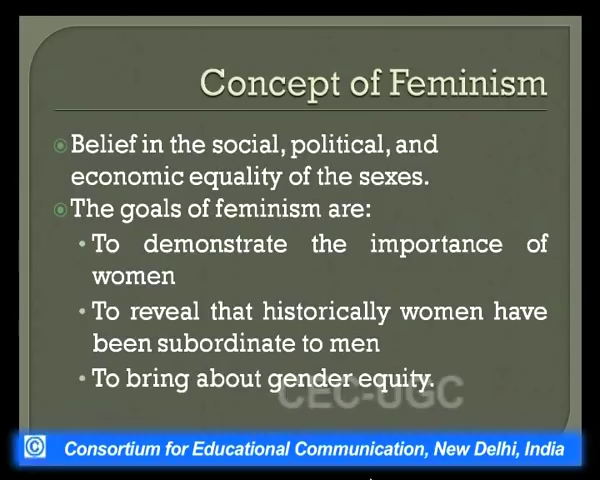 Concept of Feminism
Belief in the social, political, and
economic equality of the sexes.
The goals of feminism are:
• To demonstrate the importance of
women
• To reveal that historically women have
been subordinate to men
• To bring about gender equity.
CEC-UGC
© Consortium for Educational Communication, New Delhi, India